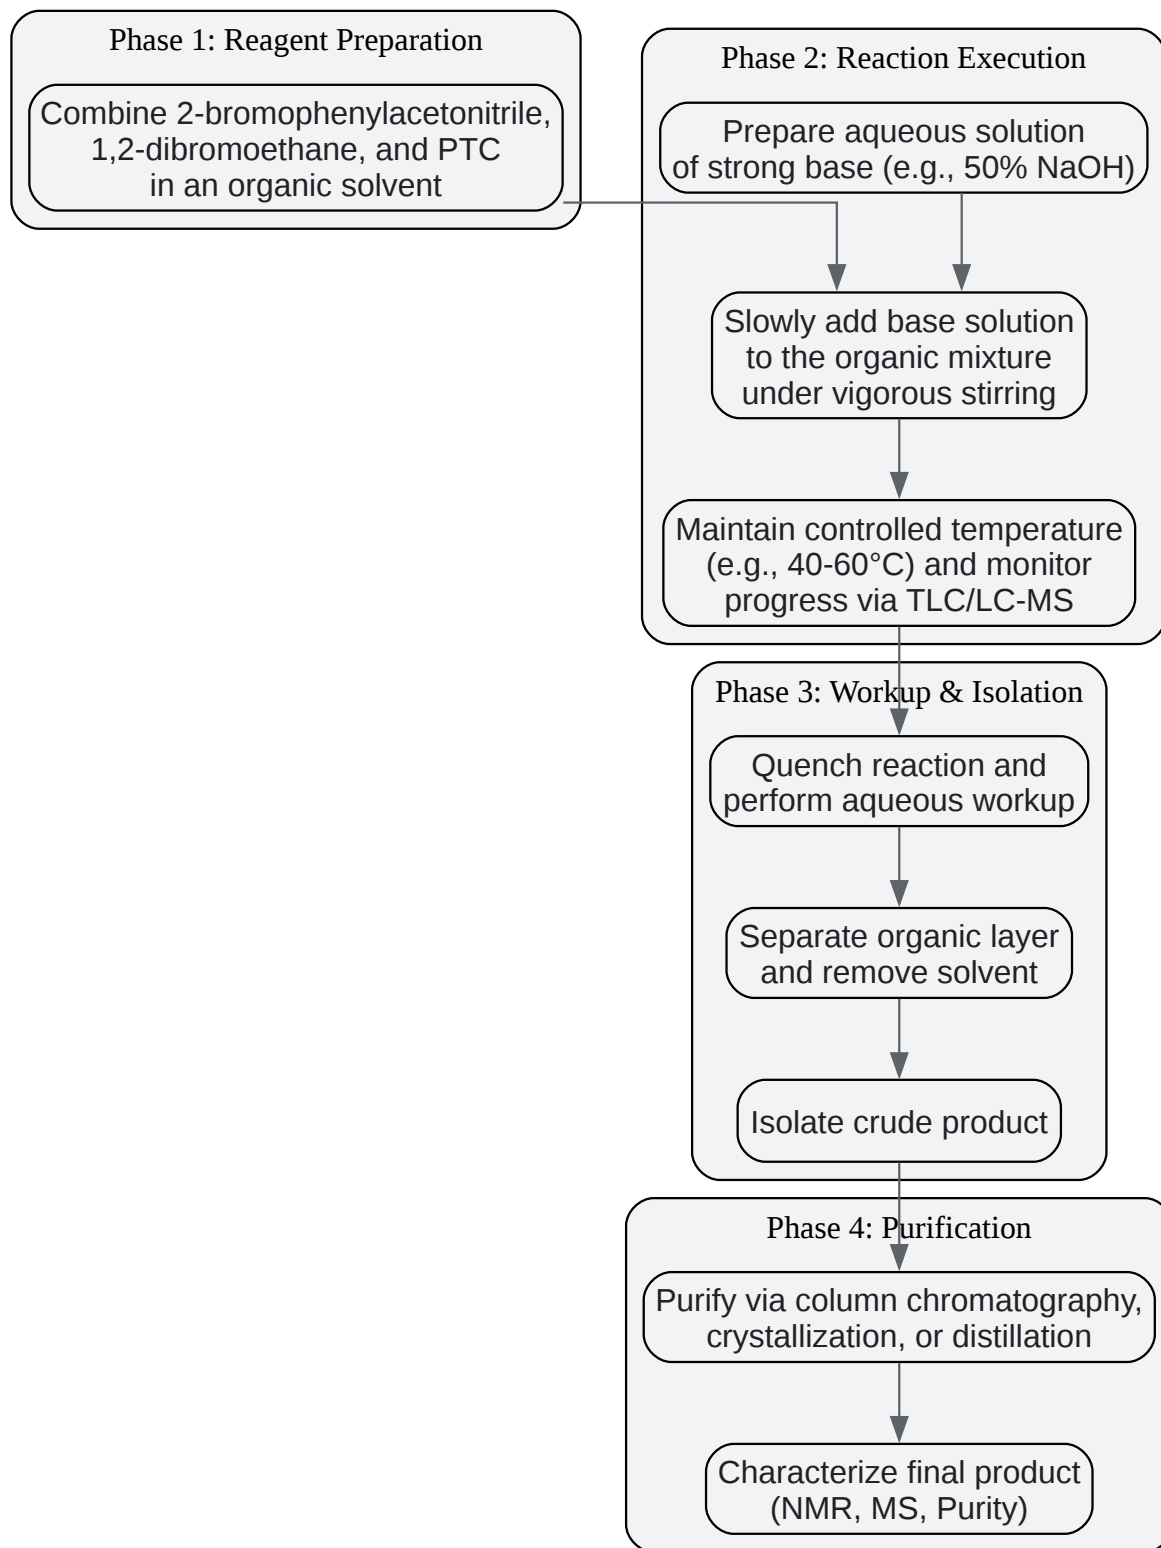 Phase 1: Reagent Preparation
Combine 2-bromophenylacetonitrile,
1,2-dibromoethane, and PTC
in an organic solvent
Phase 2: Reaction Execution
Prepare aqueous solution
of strong base (e.g., 50% NaOH)
Slowly add base solution
to the organic mixture
under vigorous stirring
Maintain controlled temperature
(e.g., 40-60°C) and monitor
progress via TLC/LC-MS
Phase 3: Workup & Isolation
Quench reaction and
perform aqueous workup
Separate organic layer
and remove solvent
Isolate crude product
Phase 4: Purification
Purify via column chromatography,
crystallization, or distillation
Characterize final product
(NMR, MS, Purity)